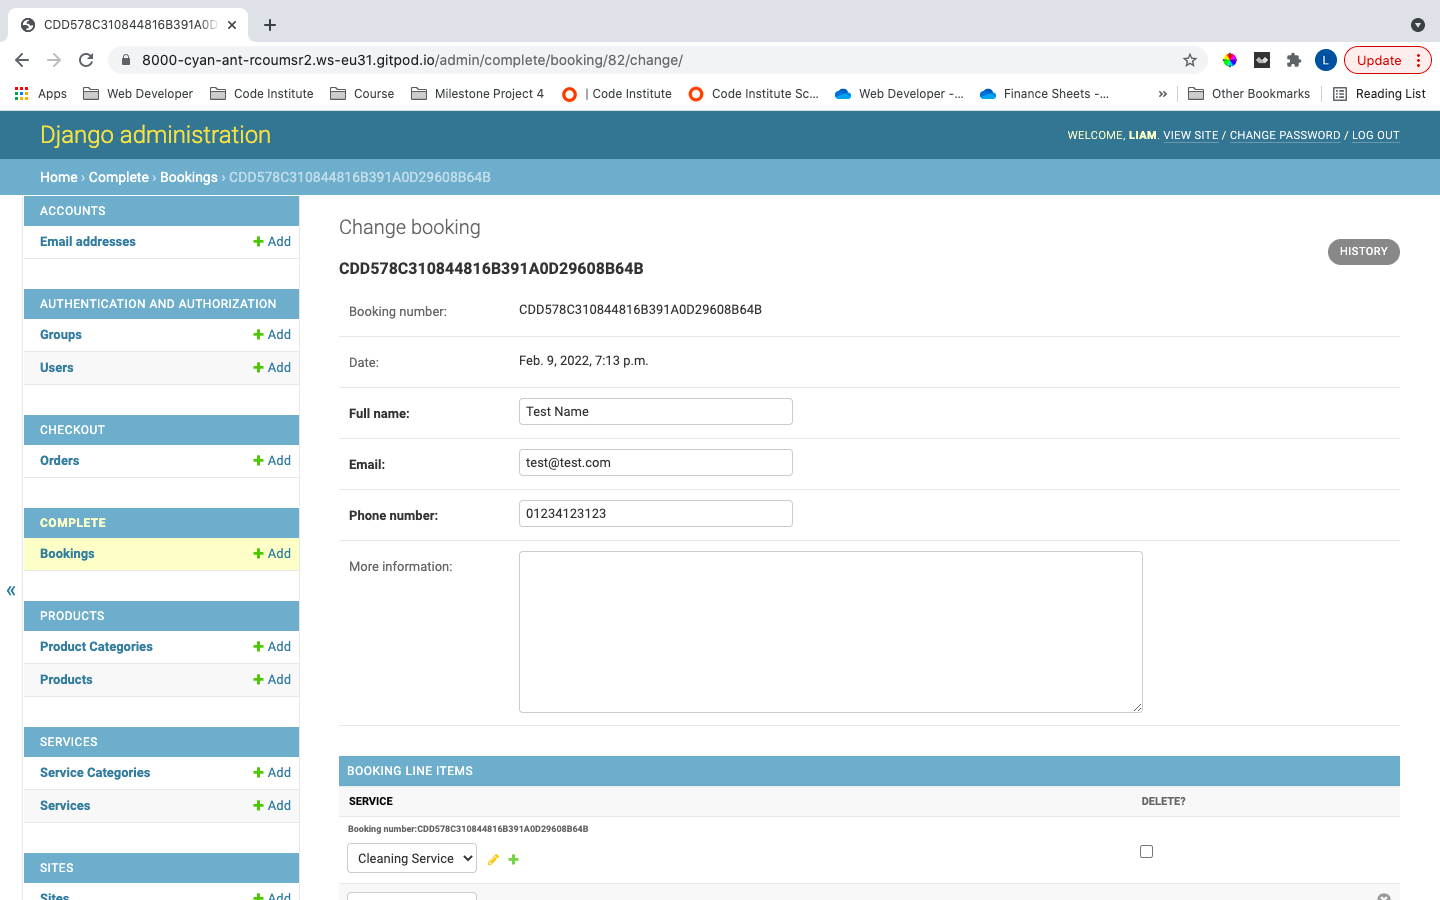 CDD578C310844816B391A0D
8000-cyan-ant-rcoumsr2.ws-eu31.gitpod.io/admin/complete/booking/82/change/
L
Update
Apps
Web Developer
Code Institute
Course
Milestone Project 4
| Code Institute
Code Institute Sc...
Web Developer -...
Finance Sheets -...
»
Other Bookmarks
Reading List
Django administration
WELCOME, LIAM. VIEW SITE / CHANGE PASSWORD / LOG OUT
Home › Complete › Bookings › CDD578C310844816B391A0D29608B64B
ACCOUNTS
Email addresses
Add
AUTHENTICATION AND AUTHORIZATION
Groups
Add
Users
Add
CHECKOUT
Orders
Add
COMPLETE
Bookings
Add
«
PRODUCTS
Product Categories
Add
Products
Add
SERVICES
Service Categories
Add
Services
Add
SITES
Sites
Add
Change booking
HISTORY
CDD578C310844816B391A0D29608B64B
Booking number:
CDD578C310844816B391A0D29608B64B
Date:
Feb. 9, 2022, 7:13 p.m.
Full name:
Test Name
Email:
test@test.com
Phone number:
01234123123
More information:
BOOKING LINE ITEMS
SERVICE
DELETE?
Booking number:CDD578C310844816B391A0D29608B64B
Cleaning Service